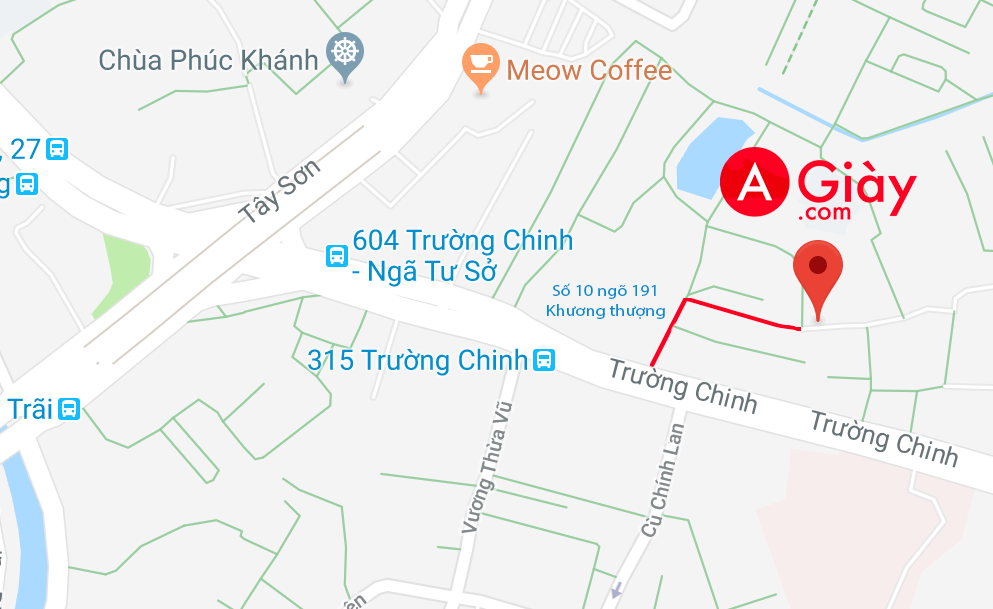 Chùa Phúc Khánh
Meow Coffee
, 27
g
Tây Sơn
A Giày
.com
604 Trường Chinh
- Ngã Tư Sở
Số 10 ngõ 191
Khương thượng
315 Trường Chinh
Trường Chinh
Trường Chinh
Trãi
Vương Thừa Vũ
Cù Chính Lan